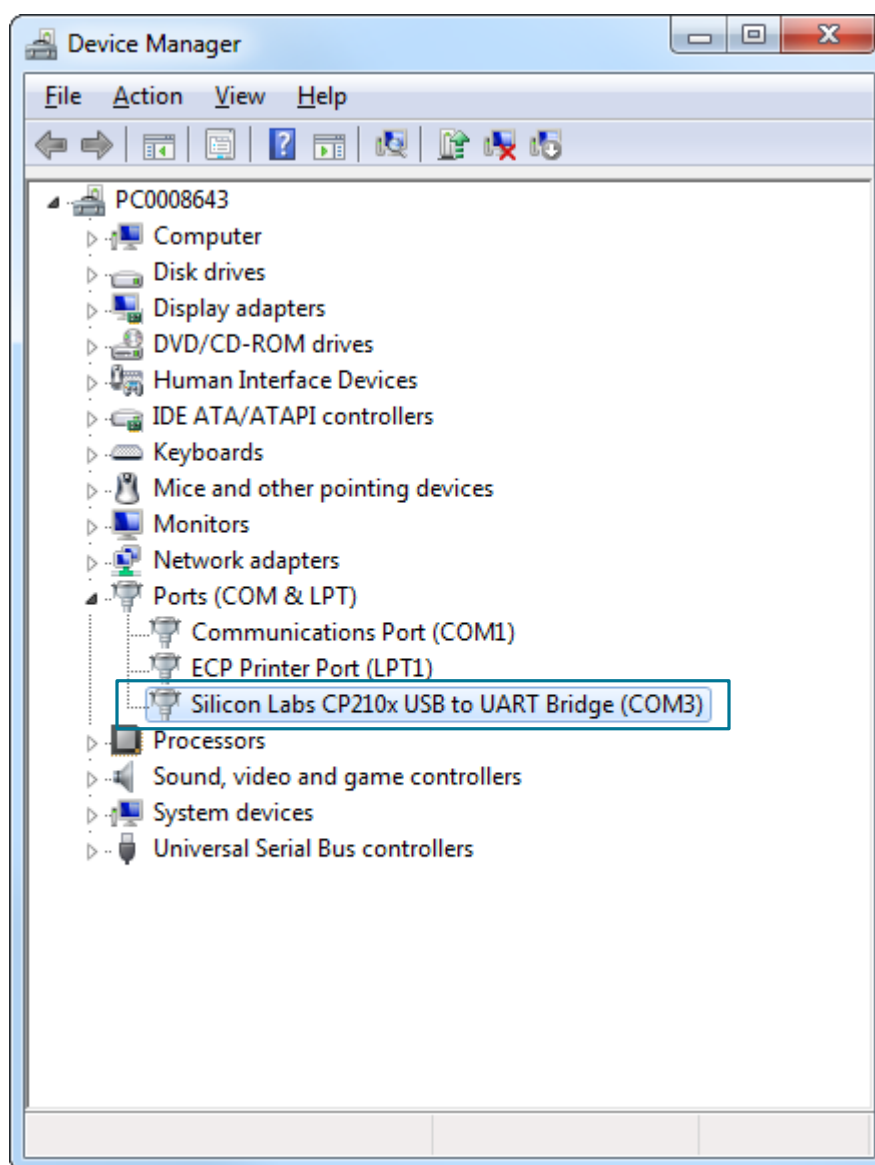 Device Manager
File Action View Help
PC0008643
Computer
Disk drives
Display adapters
DVD/CD-ROM drives
Human Interface Devices
IDE ATA/ATAPI controllers
Keyboards
Mice and other pointing devices
Monitors
Network adapters
Ports (COM & LPT)
Communications Port (COM1)
ECP Printer Port (LPT1)
Silicon Labs CP210x USB to UART Bridge (COM3)
Processors
Sound, video and game controllers
System devices
Universal Serial Bus controllers